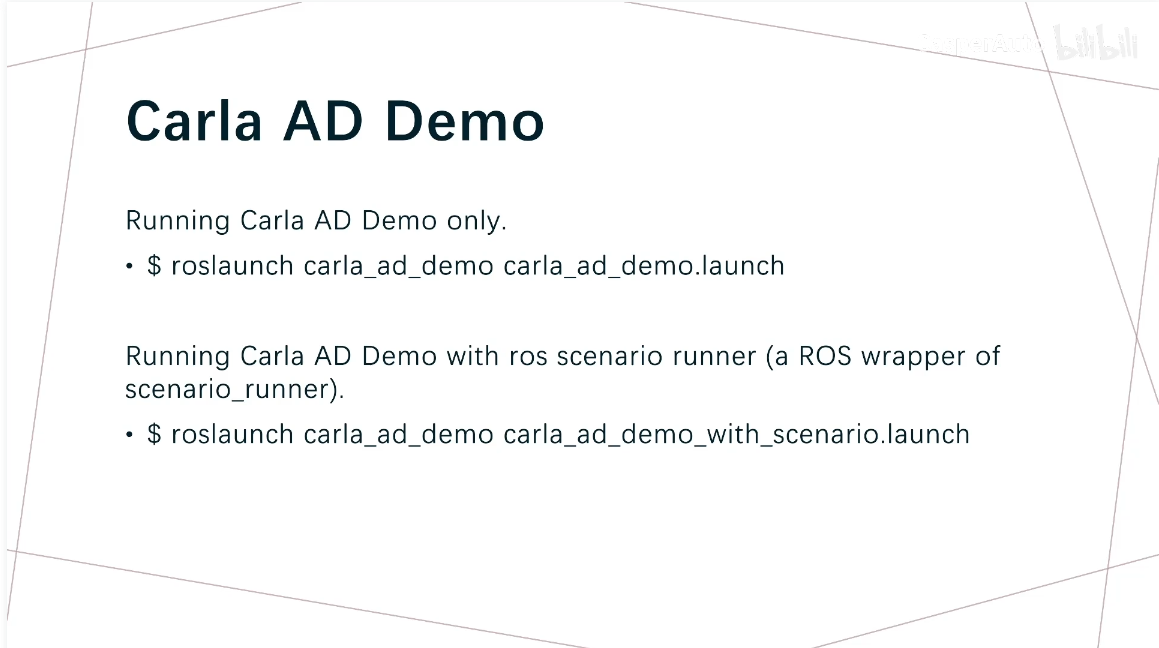 bilibili
Carla AD Demo
Running Carla AD Demo only.
• $ roslaunch carla_ad_demo carla_ad_demo.launch
Running Carla AD Demo with ros scenario runner (a ROS wrapper of
scenario_runner).
• $ roslaunch carla_ad_demo carla_ad_demo_with_scenario.launch